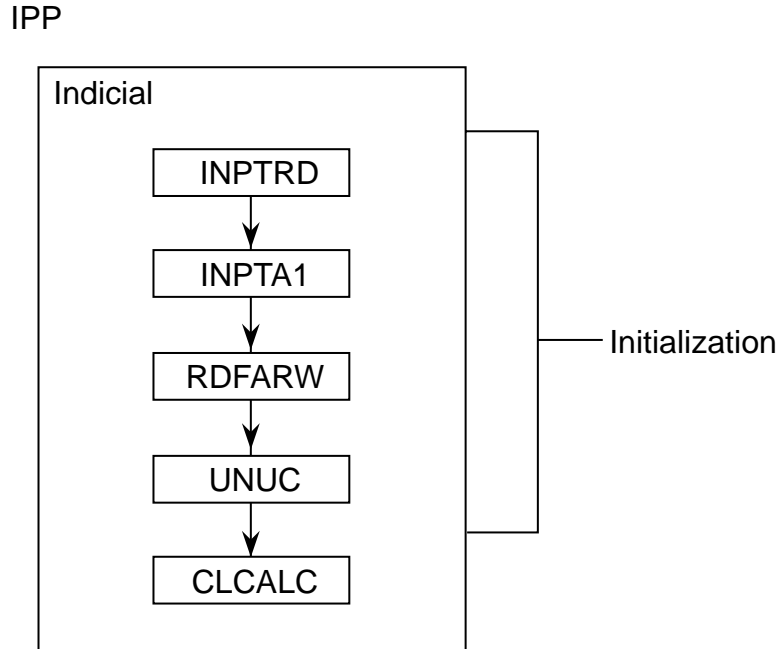 IPP
Indicial
INPTRD
INPTA1
RDFARW
UNUC
CLCALC
Initialization